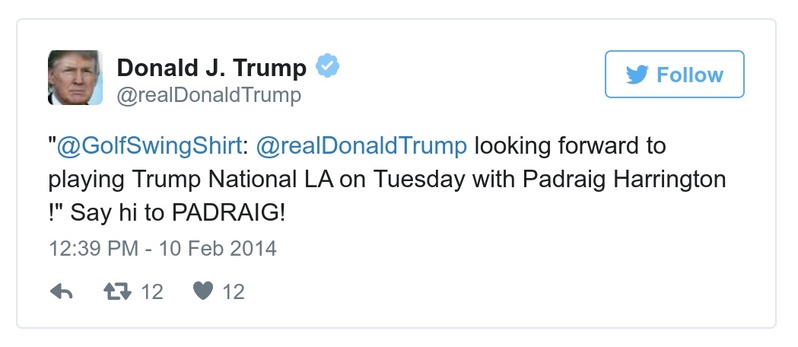 Donald J. Trump
@realDonaldTrump
Follow
"@GolfSwingShirt: @realDonaldTrump looking forward to
playing Trump National LA on Tuesday with Padraig Harrington
!" Say hi to PADRAIG!
12:39 PM - 10 Feb 2014
12 12